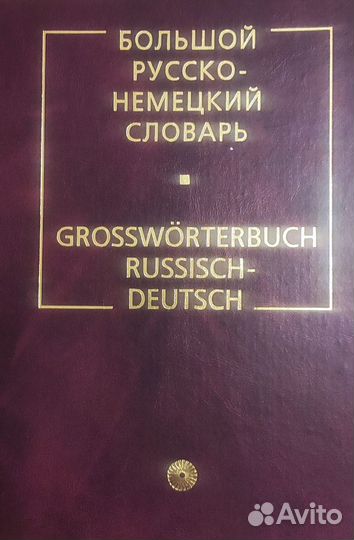 БОЛЬШОЙ
РУССКО-
НЕМЕЦКИЙ
СЛОВАРЬ
GROSSWÖRTERBUCH
RUSSISCH-
DEUTSCH
Avito